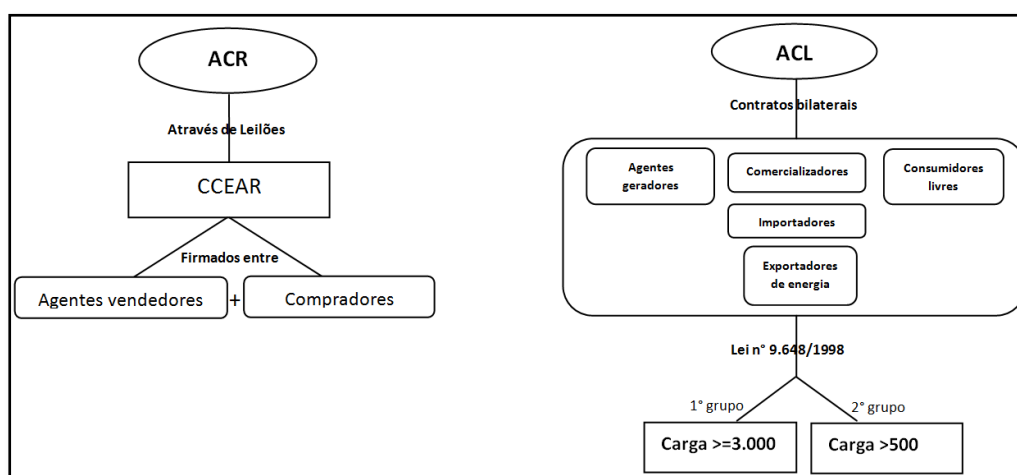 ACR
Através de Leilões
CCEAR
Firmados entre
Agentes vendedores
+
Compradores
ACL
Contratos bilaterais
Agentes
geradores
Comercializadores
Consumidores
livres
Importadores
Exportadores
de energia
Lei n° 9.648/1998
1° grupo
2° grupo
Carga >=3.000
Carga >500